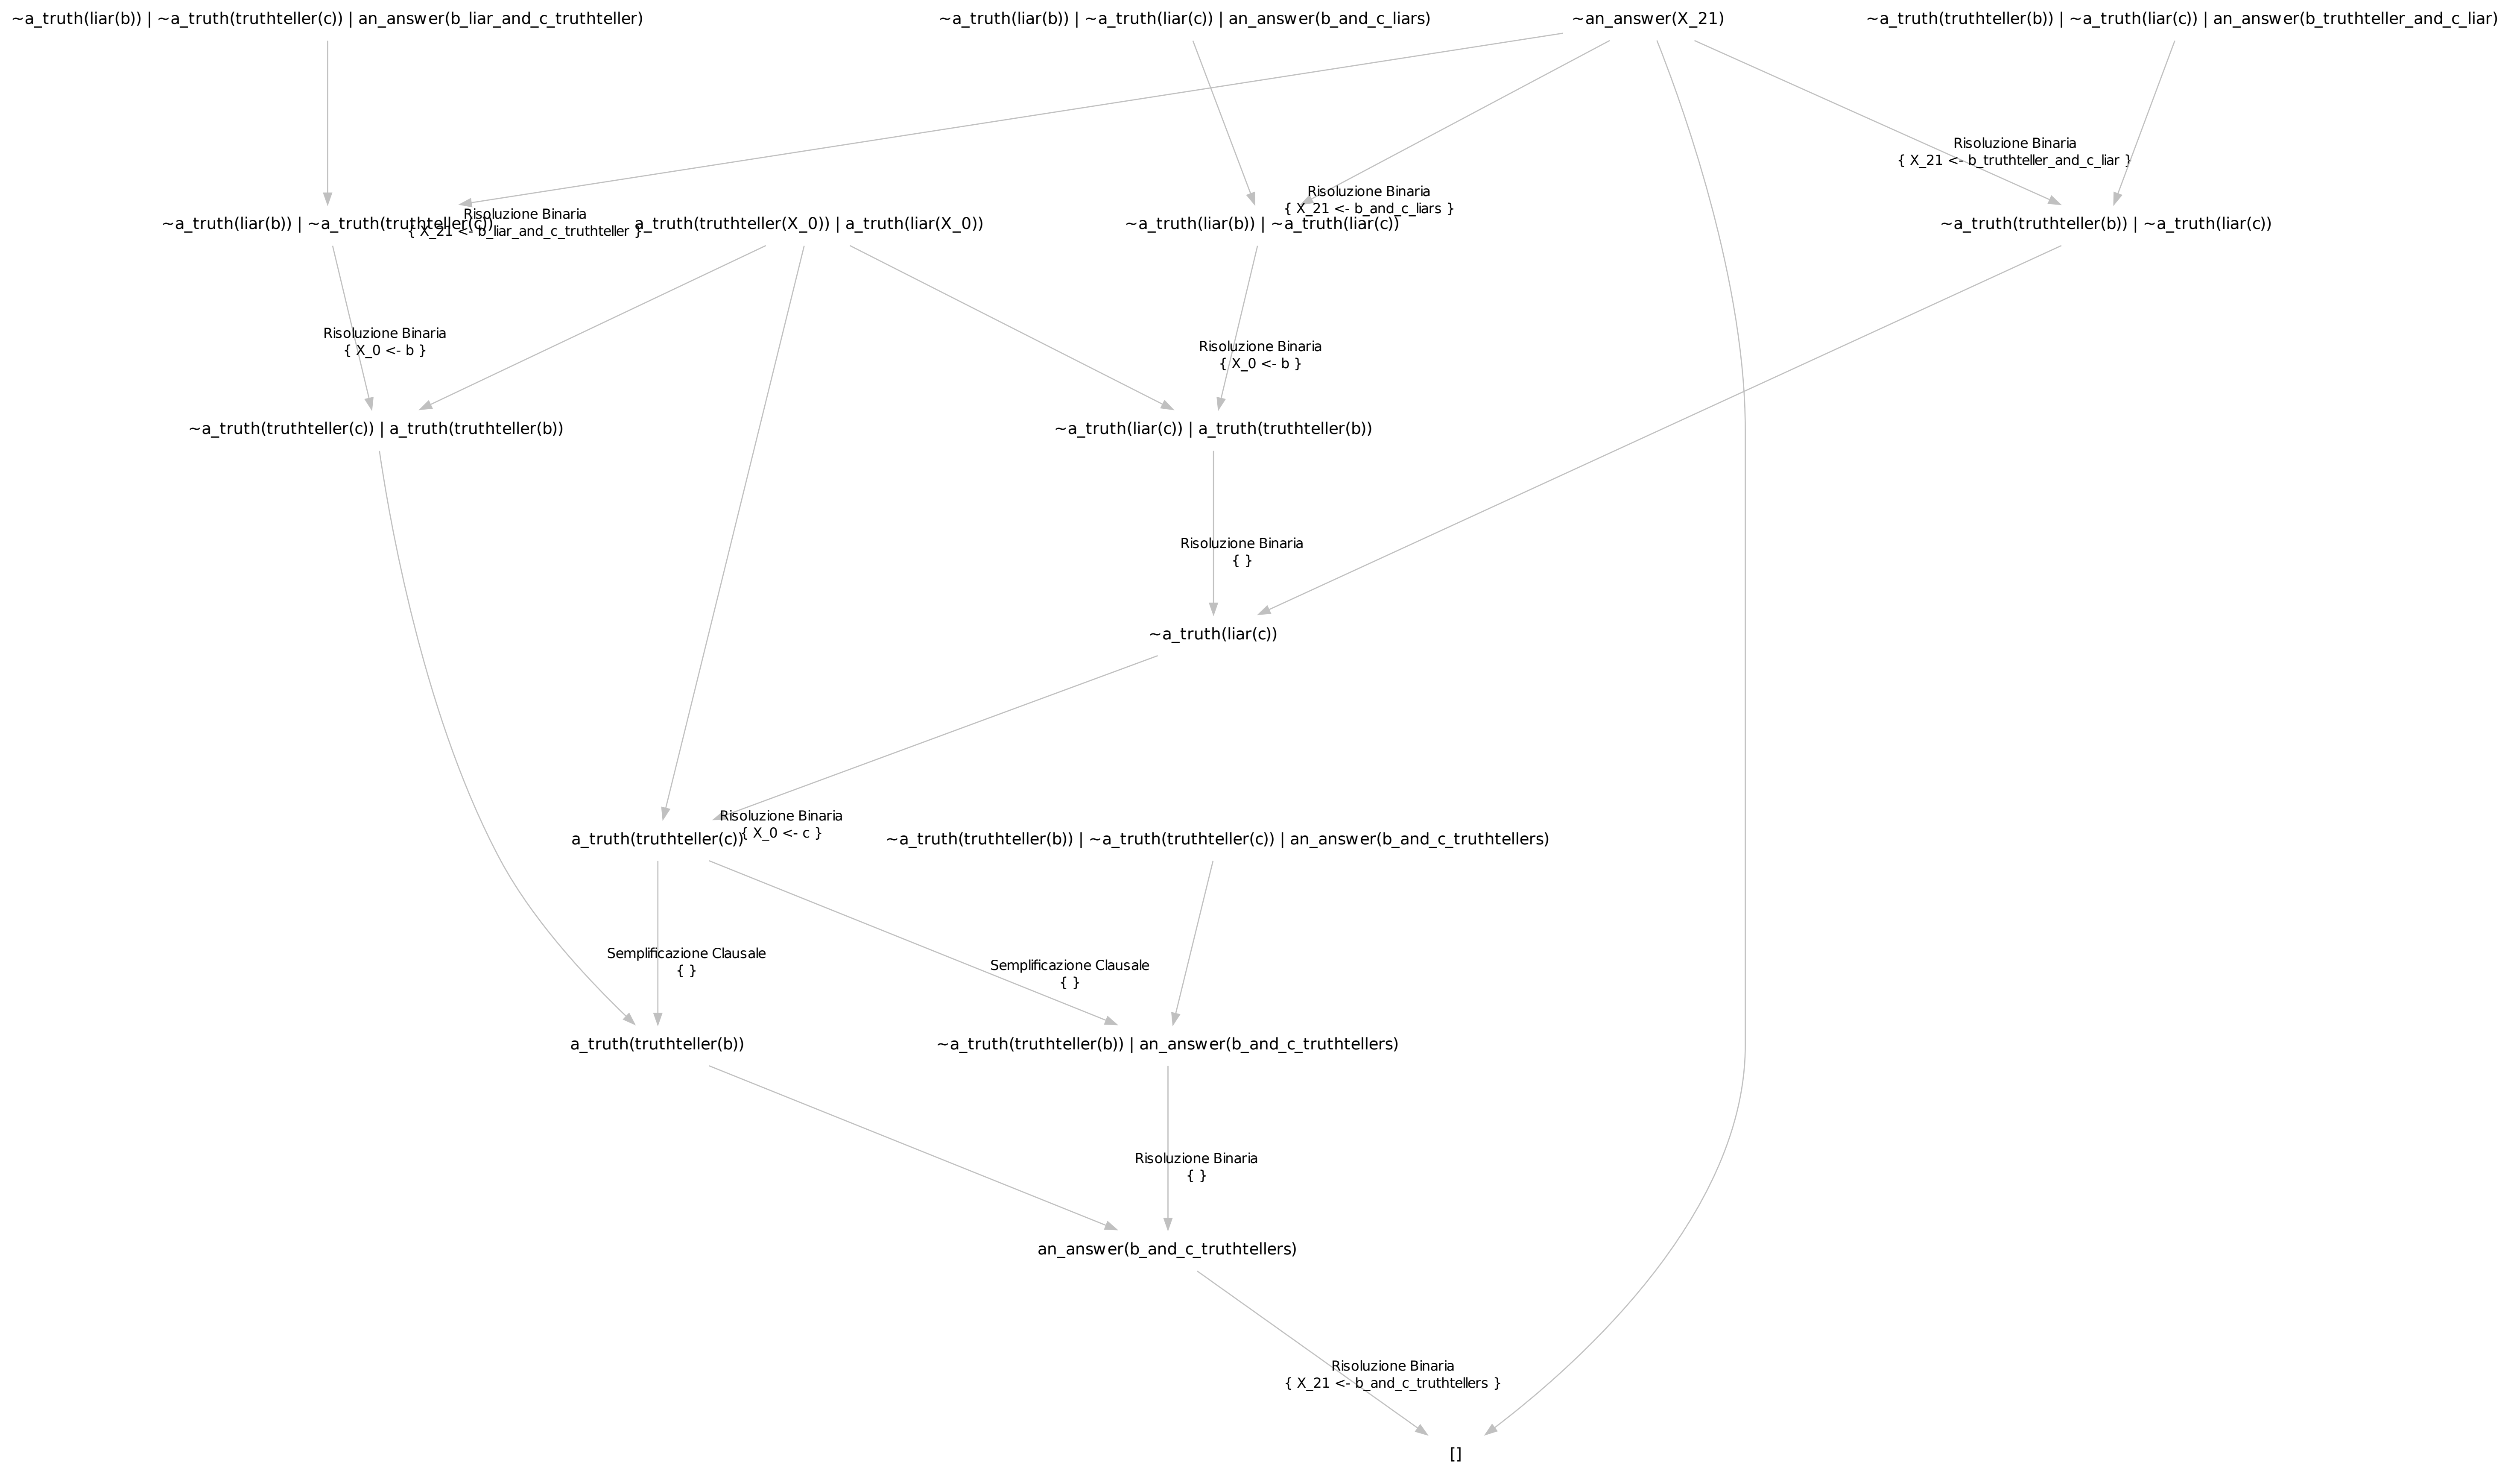 ~a_truth(liar(b)) | ~a_truth(truthteller(c)) | an_answer(b_liar_and_c_truthteller)
~a_truth(liar(b)) | ~a_truth(liar(c)) | an_answer(b_and_c_liars)
~an_answer(X_21)
~a_truth(truthteller(b)) | ~a_truth(liar(c)) | an_answer(b_truthteller_and_c_liar)
Risoluzione Binaria
{ X_21 <- b_truthteller_and_c_liar }
Risoluzione Binaria
{ X_21 <- b_and_c_liars }
Risoluzione Binaria
{ X_21 <- b_liar_and_c_truthteller }
~a_truth(liar(b)) | ~a_truth(truthteller(c))
a_truth(truthteller(X_0)) | a_truth(liar(X_0))
~a_truth(liar(b)) | ~a_truth(liar(c))
~a_truth(truthteller(b)) | ~a_truth(liar(c))
Risoluzione Binaria
{ X_0 <- b }
Risoluzione Binaria
{ X_0 <- b }
~a_truth(truthteller(c)) | a_truth(truthteller(b))
~a_truth(liar(c)) | a_truth(truthteller(b))
Risoluzione Binaria
{ }
~a_truth(liar(c))
Risoluzione Binaria
{ X_0 <- c }
a_truth(truthteller(c))
~a_truth(truthteller(b)) | ~a_truth(truthteller(c)) | an_answer(b_and_c_truthtellers)
Semplificazione Clausale
{ }
Semplificazione Clausale
{ }
a_truth(truthteller(b))
~a_truth(truthteller(b)) | an_answer(b_and_c_truthtellers)
Risoluzione Binaria
{ }
an_answer(b_and_c_truthtellers)
Risoluzione Binaria
{ X_21 <- b_and_c_truthtellers }
[]